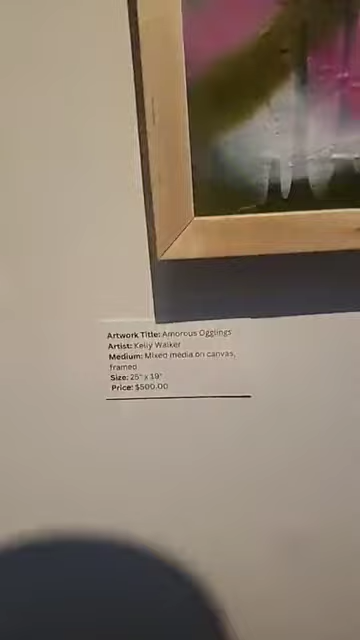 Artwork Title: Amorous Ogglings
Artist: Kelly Walker
Medium: Mixed media on canvas,
framed
Size: 25" x 19"
Price: $500.00